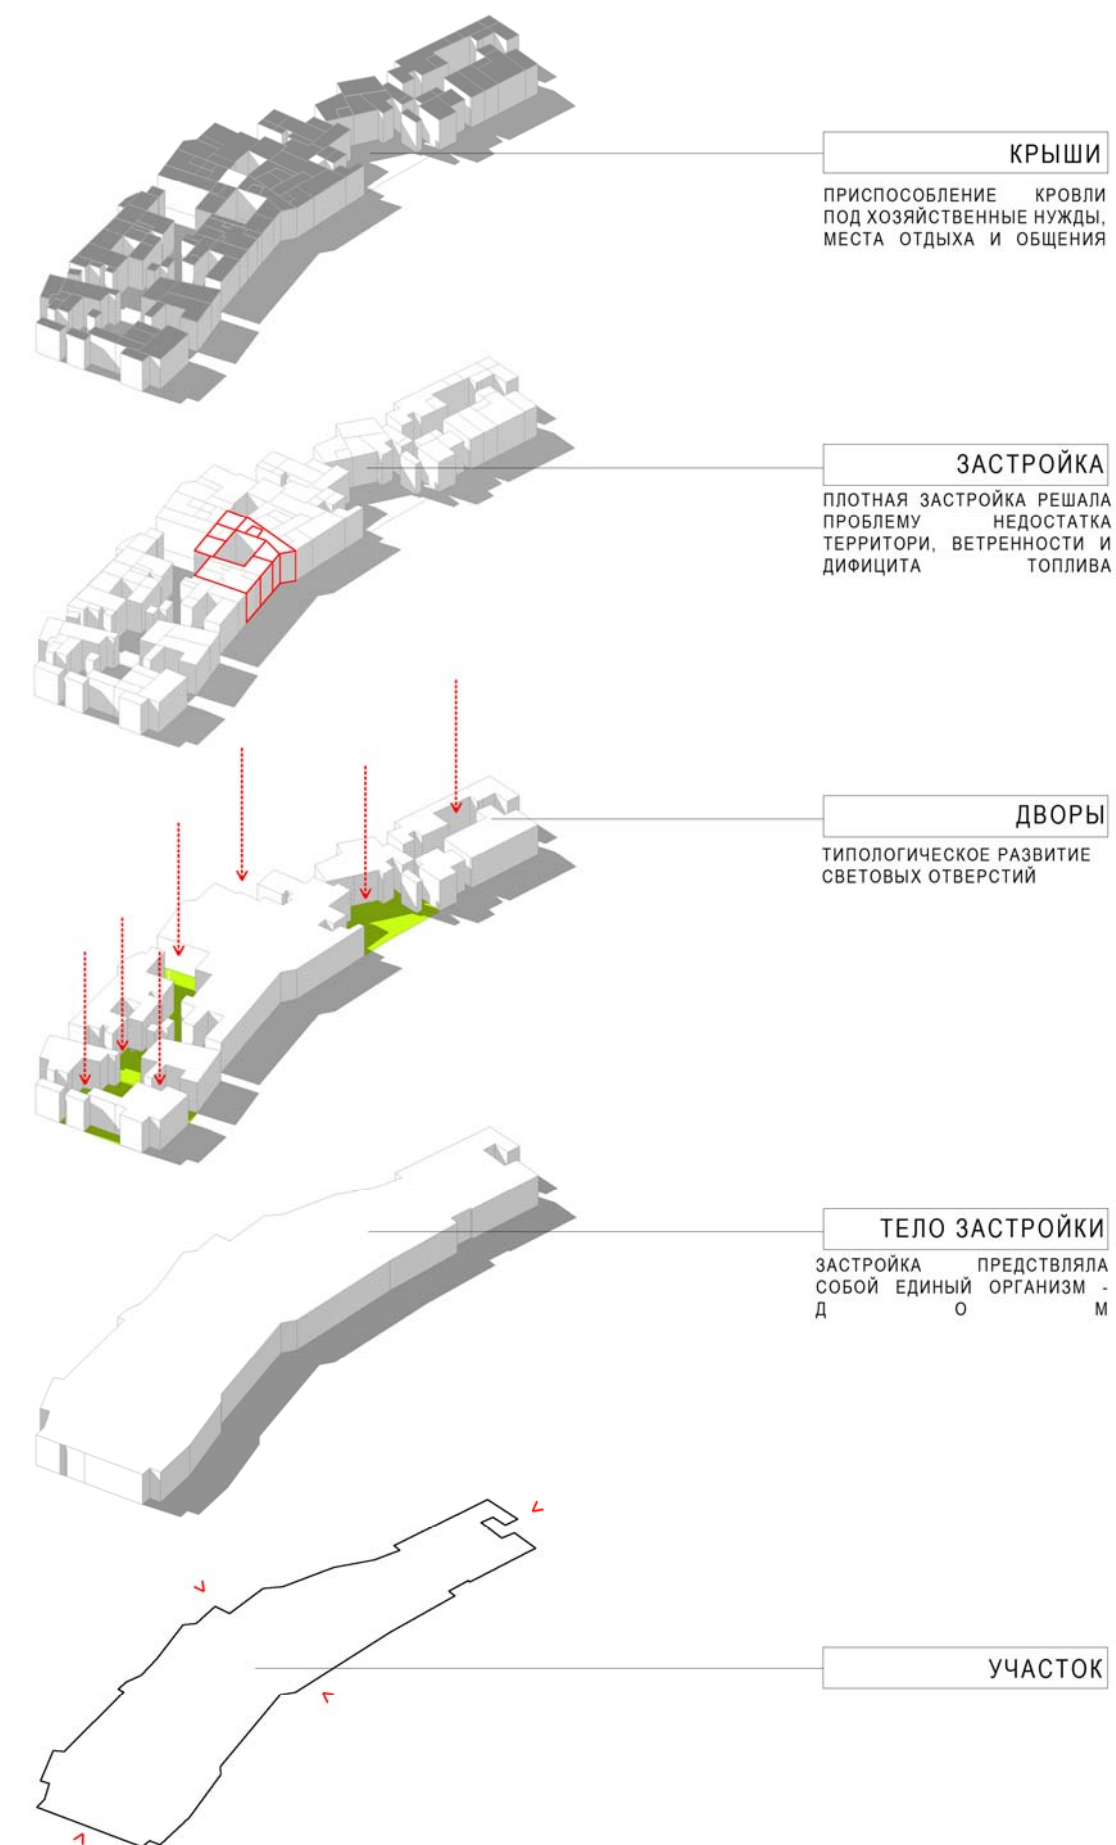 КРЫШИ
ПРИСПОСОБЛЕНИЕ КРОВЛИ
ПОД ХОЗЯЙСТВЕННЫЕ НУЖДЫ,
МЕСТА ОТДЫХА И ОБЩЕНИЯ
ЗАСТРОЙКА
ПЛОТНАЯ ЗАСТРОЙКА РЕШАЛА
ПРОБЛЕМУ НЕДОСТАТКА
ТЕРРИТОРИ, ВЕТРЕННОСТИ И
ДИФИЦИТА ТОПЛИВА
ДВОРЫ
ТИПОЛОГИЧЕСКОЕ РАЗВИТИЕ
СВЕТОВЫХ ОТВЕРСТИЙ
ТЕЛО ЗАСТРОЙКИ
ЗАСТРОЙКА ПРЕДСТВЛЯЛА
СОБОЙ ЕДИНЫЙ ОРГАНИЗМ -
Д О М
УЧАСТОК